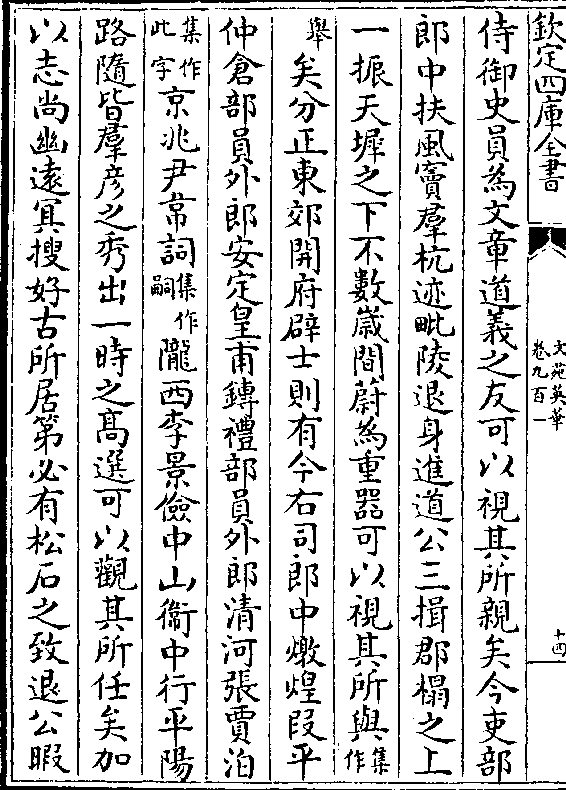 欽定四庫全書
文苑英華
卷九百一
十四
侍御史員為文章道義之友可以視其所親矣今吏部
郎中扶風竇羣杭迹毗陵退身進道公三揖郡榻之上
一振天墀之下不數歲間蔚為重器可以視其所與集作
舉矣分正東郊開府辟士則有今右司郎中燉煌段平
仲倉部員外郎安定皇甫鏄禮部員外郎清河張賈洎
集作此字京兆尹韋詞集作嗣隴西李景儉中山衞中行平陽
路隨皆羣彦之秀出一時之高選可以觀其所任矣加
以志尚幽遠冥搜好古所居第必有松石之致退公暇